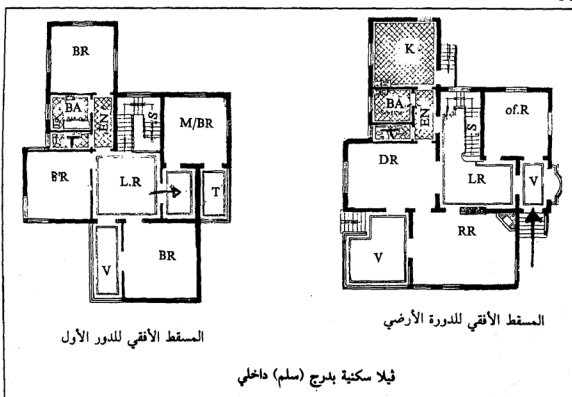 BR
BA
EN
S
M/BR
T
B'R
L.R
T
V
BR
المسقط الأفقي للدور الأول
K
BA
EN
S
of.R
T
DR
LR
V
RR
V
المسقط الأفقي للدورة الأرضي
ڤيلا سكنية بدرج (سلم) داخلي